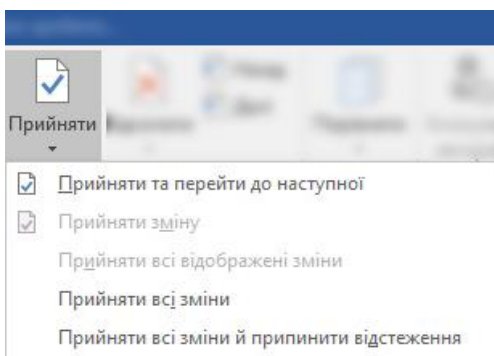 Прийняти
Прийняти та перейти до наступної
Прийняти зміну
Прийняти всі відображені зміни
Прийняти всі зміни
Прийняти всі зміни й припинити відстеження